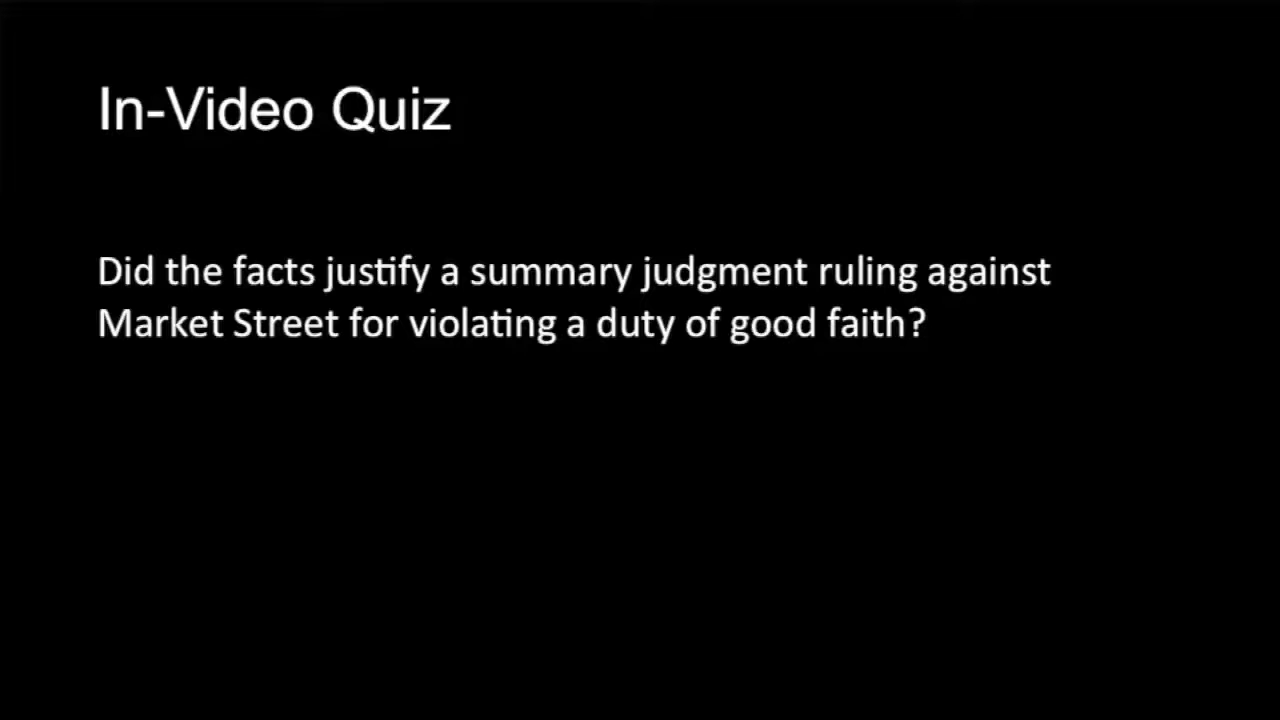 In-Video Quiz
Did the facts justify a summary judgment ruling against
Market Street for violating a duty of good faith?